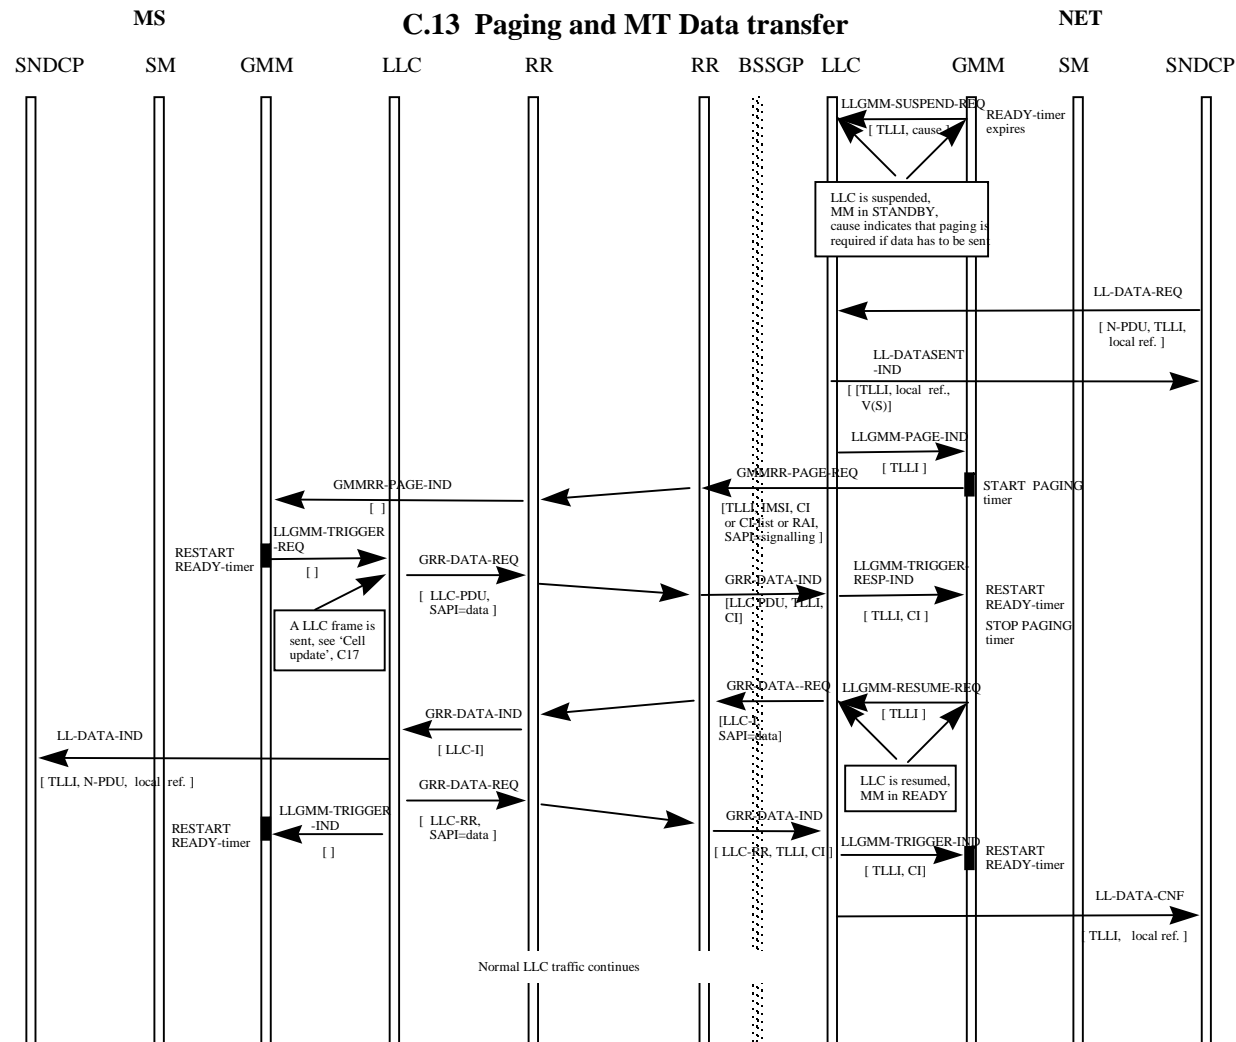 MS
C.13 Paging and MT Data transfer
NET
SNDCP SM GMM LLC RR RR BSSGP LLC GMM SM SNDCP
LLGMM-SUSPEND-REQ
[ TLLI, cause ]
READY-timer
expires
LLC is suspended,
MM in STANDBY,
cause indicates that paging is
required if data has to be sent
LL-DATA-REQ
[ N-PDU, TLLI,
local ref. ]
LL-DATASENT
-IND
[ [TLLI, local ref.,
V(S)]
LLGMM-PAGE-IND
[ TLLI ]
GMMRR-PAGE-REQ
START PAGING
timer
GMMRR-PAGE-IND
[ ]
[TLLI, IMSI, CI
or CI-list or RAI,
SAPI=signalling ]
LLGMM-TRIGGER
-REQ
[ ]
RESTART
READY-timer
GRR-DATA-REQ
[ LLC-PDU,
SAPI=data ]
GRR-DATA-IND
[LLC PDU, TLLI,
CI]
LLGMM-TRIGGER-
RESP-IND
[ TLLI, CI ]
RESTART
READY-timer
STOP PAGING
timer
A LLC frame is
sent, see ‘Cell
update’, C17
GRR-DATA--REQ
[LLC-I,
SAPI=data]
LLGMM-RESUME-REQ
[ TLLI ]
GRR-DATA-IND
[ LLC-I]
LL-DATA-IND
[ TLLI, N-PDU, local ref. ]
LLC is resumed,
MM in READY
GRR-DATA-REQ
[ LLC-RR,
SAPI=data ]
LLGMM-TRIGGER
-IND
[ ]
RESTART
READY-timer
GRR-DATA-IND
[ LLC-RR, TLLI, CI ]
LLGMM-TRIGGER-IND
[ TLLI, CI]
RESTART
READY-timer
LL-DATA-CNF
[ TLLI, local ref. ]
Normal LLC traffic continues